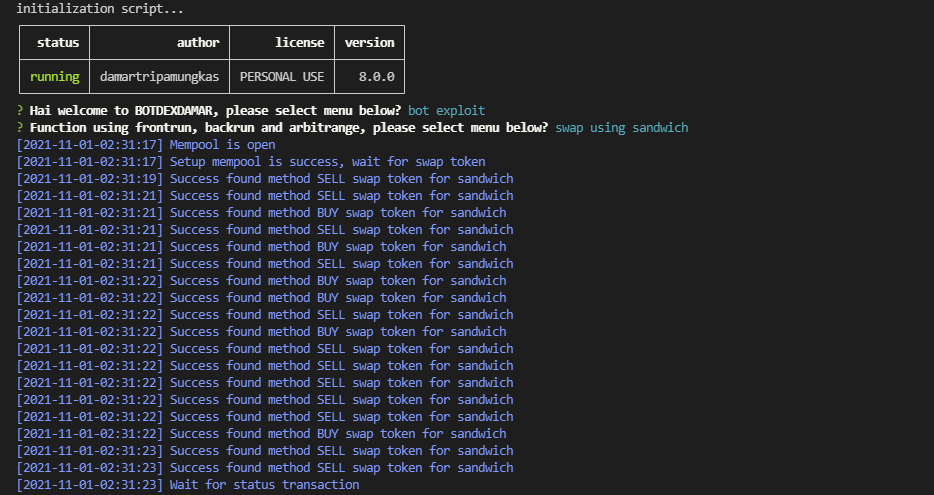 initialization script...
status author license version
running damartripamungkas PERSONAL USE 8.0.0
? Hai welcome to BOTDEXDAMAR, please select menu below? bot exploit
? Function using frontrun, backrun and arbitrange, please select menu below? swap using sandwich
[2021-11-01-02:31:17] Mempool is open
[2021-11-01-02:31:17] Setup mempool is success, wait for swap token
[2021-11-01-02:31:19] Success found method SELL swap token for sandwich
[2021-11-01-02:31:21] Success found method SELL swap token for sandwich
[2021-11-01-02:31:21] Success found method BUY swap token for sandwich
[2021-11-01-02:31:21] Success found method SELL swap token for sandwich
[2021-11-01-02:31:21] Success found method BUY swap token for sandwich
[2021-11-01-02:31:21] Success found method SELL swap token for sandwich
[2021-11-01-02:31:22] Success found method BUY swap token for sandwich
[2021-11-01-02:31:22] Success found method BUY swap token for sandwich
[2021-11-01-02:31:22] Success found method SELL swap token for sandwich
[2021-11-01-02:31:22] Success found method BUY swap token for sandwich
[2021-11-01-02:31:22] Success found method SELL swap token for sandwich
[2021-11-01-02:31:22] Success found method SELL swap token for sandwich
[2021-11-01-02:31:22] Success found method SELL swap token for sandwich
[2021-11-01-02:31:22] Success found method SELL swap token for sandwich
[2021-11-01-02:31:22] Success found method SELL swap token for sandwich
[2021-11-01-02:31:22] Success found method BUY swap token for sandwich
[2021-11-01-02:31:23] Success found method SELL swap token for sandwich
[2021-11-01-02:31:23] Success found method SELL swap token for sandwich
[2021-11-01-02:31:23] Wait for status transaction